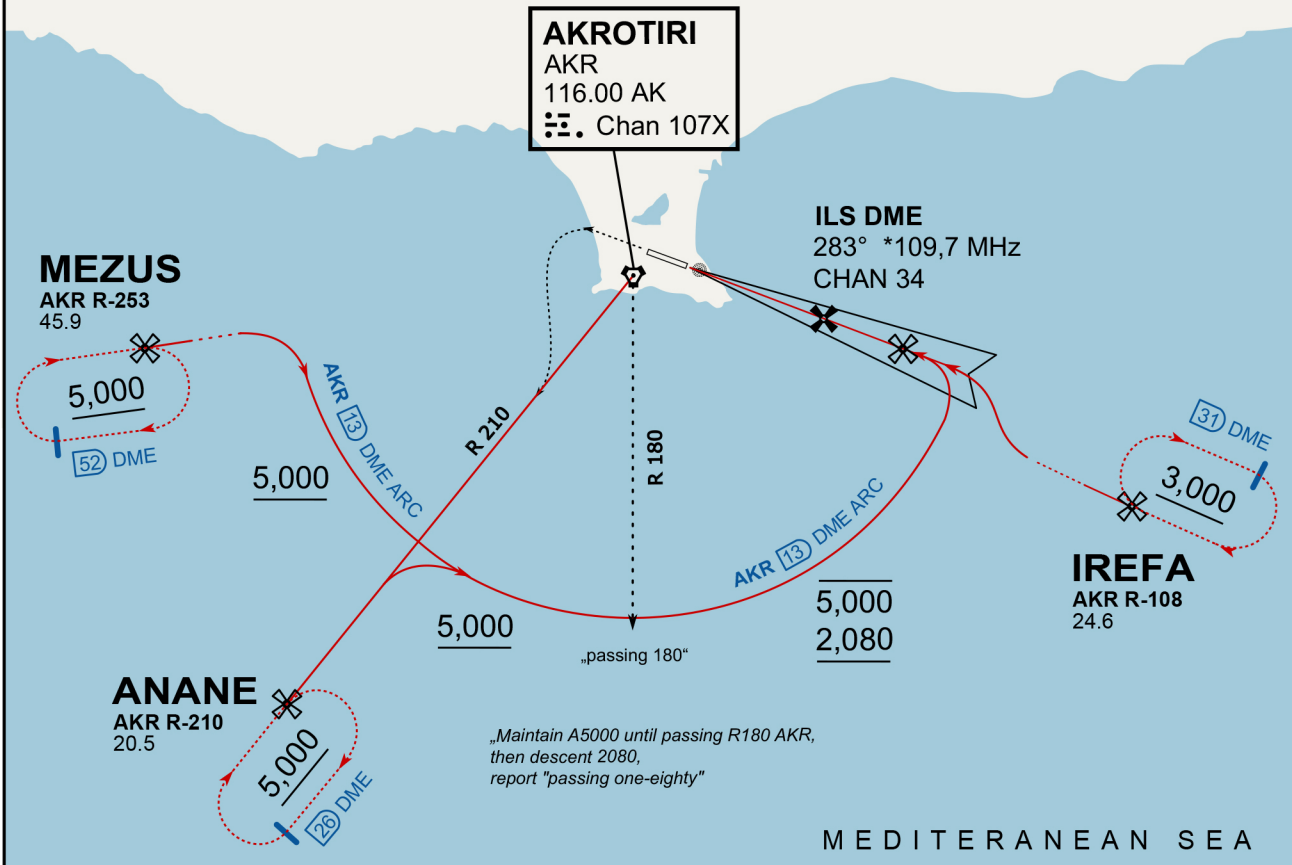 AKROTIRI
AKR
116.00 AK
Chan 107X
ILS DME
283° *109,7 MHz
CHAN 34
MEZUS
AKR R-253
45.9
5,000
52 DME
AKR 13 DME ARC
5,000
R 210
R 180
31 DME
3,000
IREFA
AKR R-108
24.6
AKR 13 DME ARC
5,000
2,080
5,000
„passing 180“
ANANE
AKR R-210
20.5
5,000
26 DME
„Maintain A5000 until passing R180 AKR,
then descent 2080,
report "passing one-eighty"
MEDITERANEAN SEA